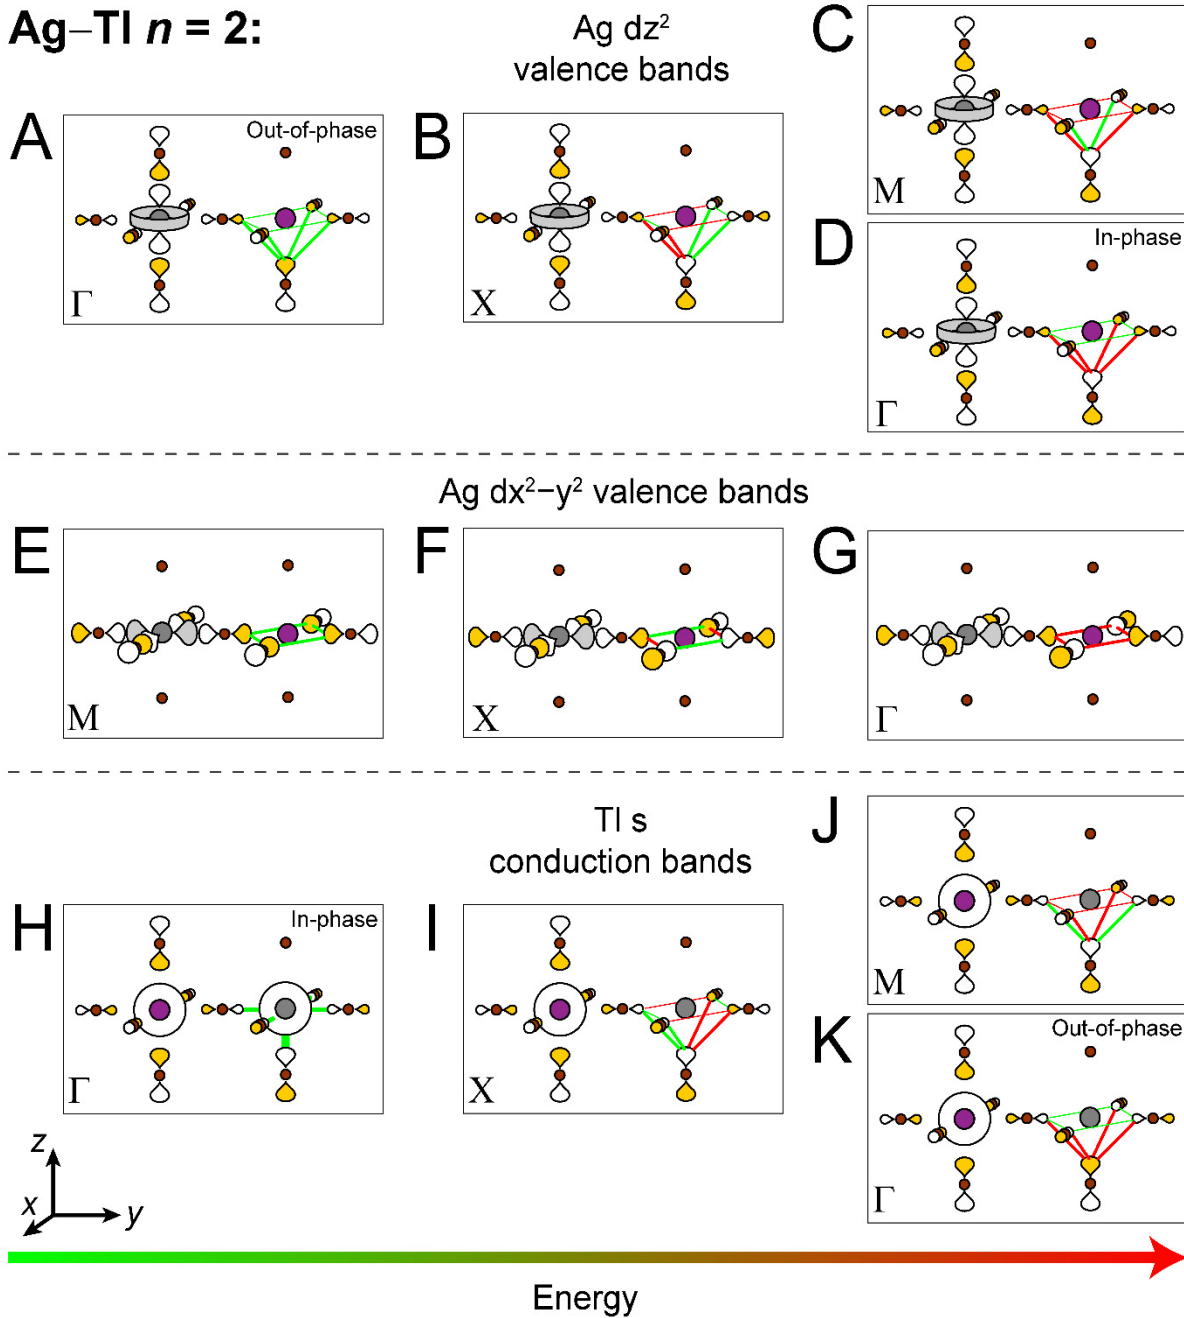 Ag–Tl n = 2:
Ag dz²
valence bands
A
Out-of-phase
Γ
B
X
C
M
D
In-phase
Γ
Ag dx²–y² valence bands
E
M
F
X
G
Γ
Tl s
conduction bands
H
In-phase
Γ
I
X
J
M
K
Out-of-phase
Γ
z
x
y
Energy